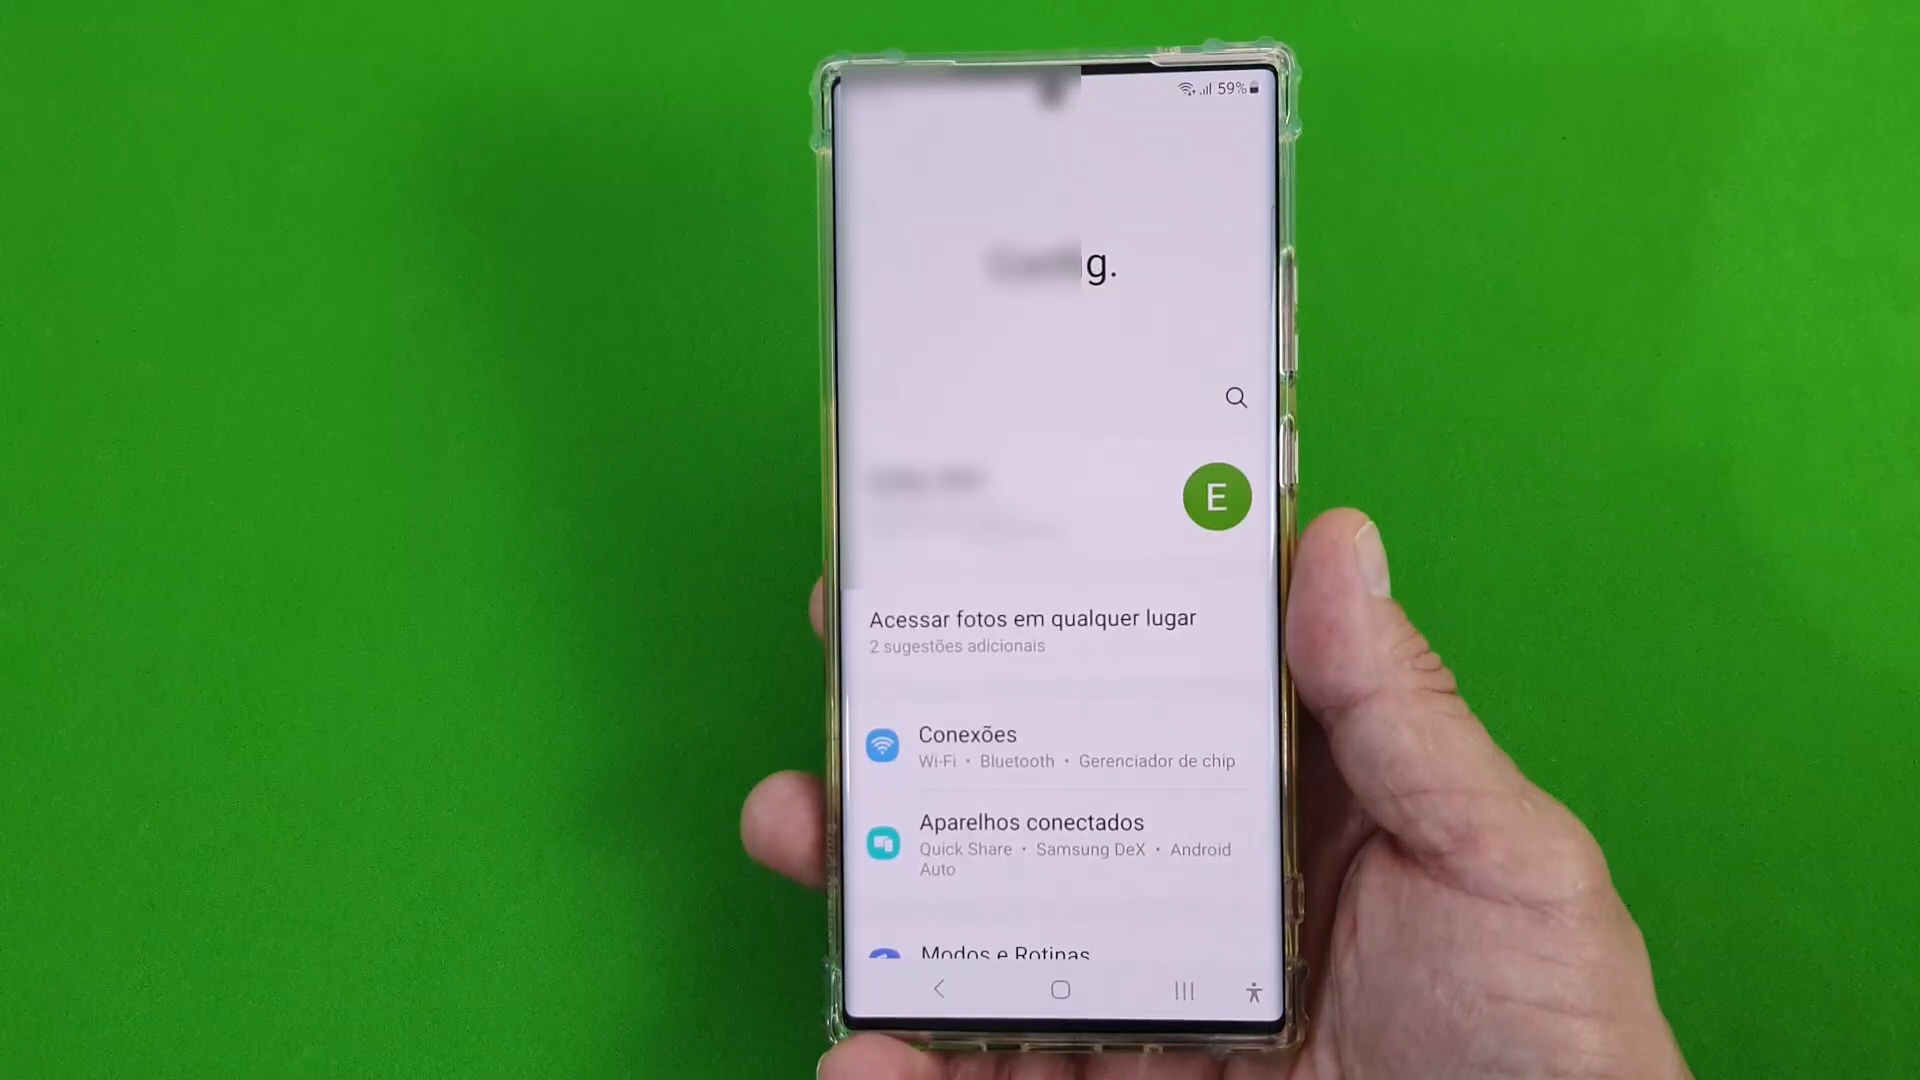 59%
g.
E
Acessar fotos em qualquer lugar
2 sugestões adicionais
Conexões
Wi-Fi • Bluetooth • Gerenciador de chip
Aparelhos conectados
Quick Share • Samsung DeX • Android
Auto
Modos e Rotinas